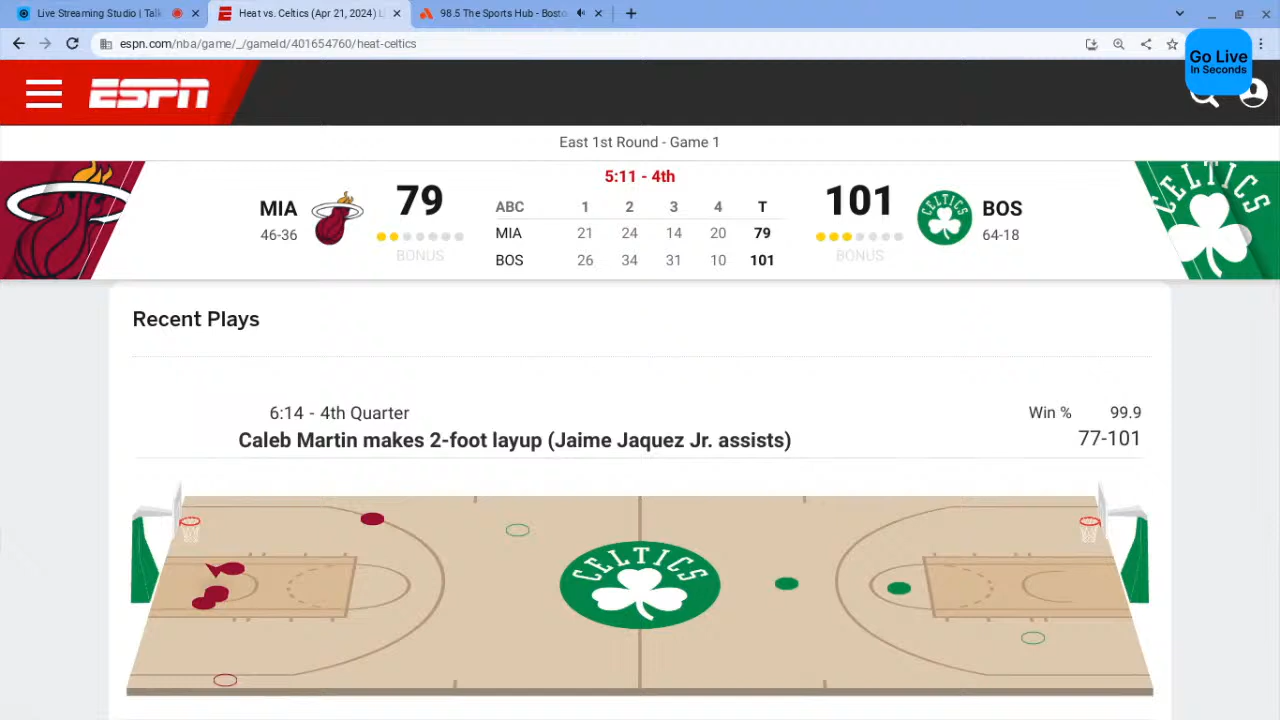 Live Streaming Studio | Talk
Heat vs. Celtics (Apr 21, 2024) L
98.5 The Sports Hub - Bosto
espn.com/nba/game/_/gameId/401654760/heat-celtics
Go Live
In Seconds
ESPN
East 1st Round - Game 1
5:11 - 4th
MIA 79 ABC 1 2 3 4 T 101 BOS
46-36 MIA 21 24 14 20 79 64-18
BONUS BOS 26 34 31 10 101 BONUS
CELTICS
CELTICS
Recent Plays
6:14 - 4th Quarter Win % 99.9
Caleb Martin makes 2-foot layup (Jaime Jaquez Jr. assists) 77-101
CELTICS